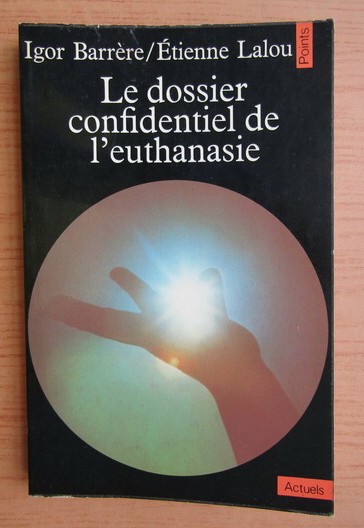 Igor Barrère/Étienne Lalou
Points
Le dossier
confidentiel de
l'euthanasie
Actuels